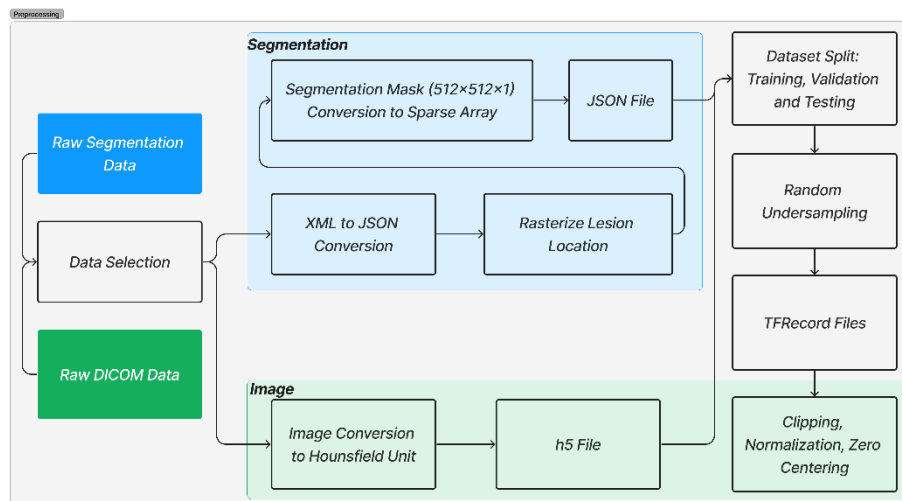 Preprocessing
Segmentation
Segmentation Mask (512×512×1)
Conversion to Sparse Array
JSON File
Dataset Split:
Training, Validation
and Testing
Raw Segmentation
Data
Random
Undersampling
XML to JSON
Conversion
Rasterize Lesion
Location
Data Selection
TFRecord Files
Raw DICOM Data
Image
Image Conversion
to Hounsfield Unit
h5 File
Clipping,
Normalization, Zero
Centering